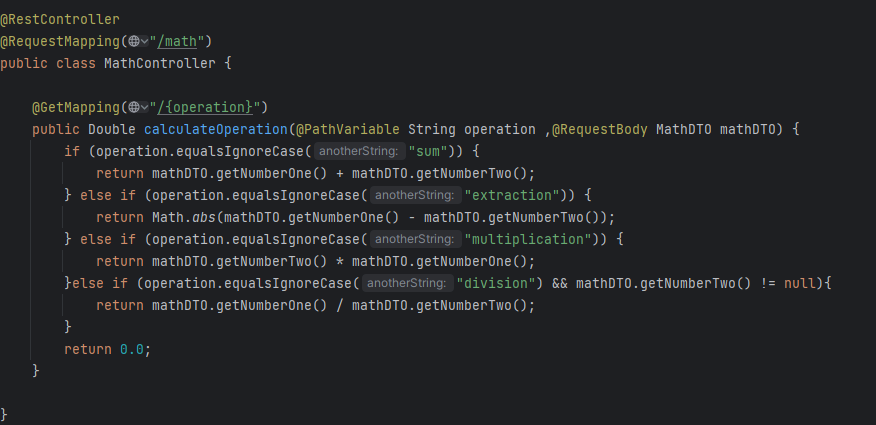 @RestController
@RequestMapping("/math")
public class MathController {
@GetMapping("/{operation}")
public Double calculateOperation(@PathVariable String operation ,@RequestBody MathDTO mathDTO) {
if (operation.equalsIgnoreCase( anotherString: "sum")) {
return mathDTO.getNumberOne() + mathDTO.getNumberTwo();
} else if (operation.equalsIgnoreCase( anotherString: "extraction")) {
return Math.abs(mathDTO.getNumberOne() - mathDTO.getNumberTwo());
} else if (operation.equalsIgnoreCase( anotherString: "multiplication")) {
return mathDTO.getNumberTwo() * mathDTO.getNumberOne();
}else if (operation.equalsIgnoreCase( anotherString: "division") && mathDTO.getNumberTwo() != null){
return mathDTO.getNumberOne() / mathDTO.getNumberTwo();
}
return 0.0;
}
}